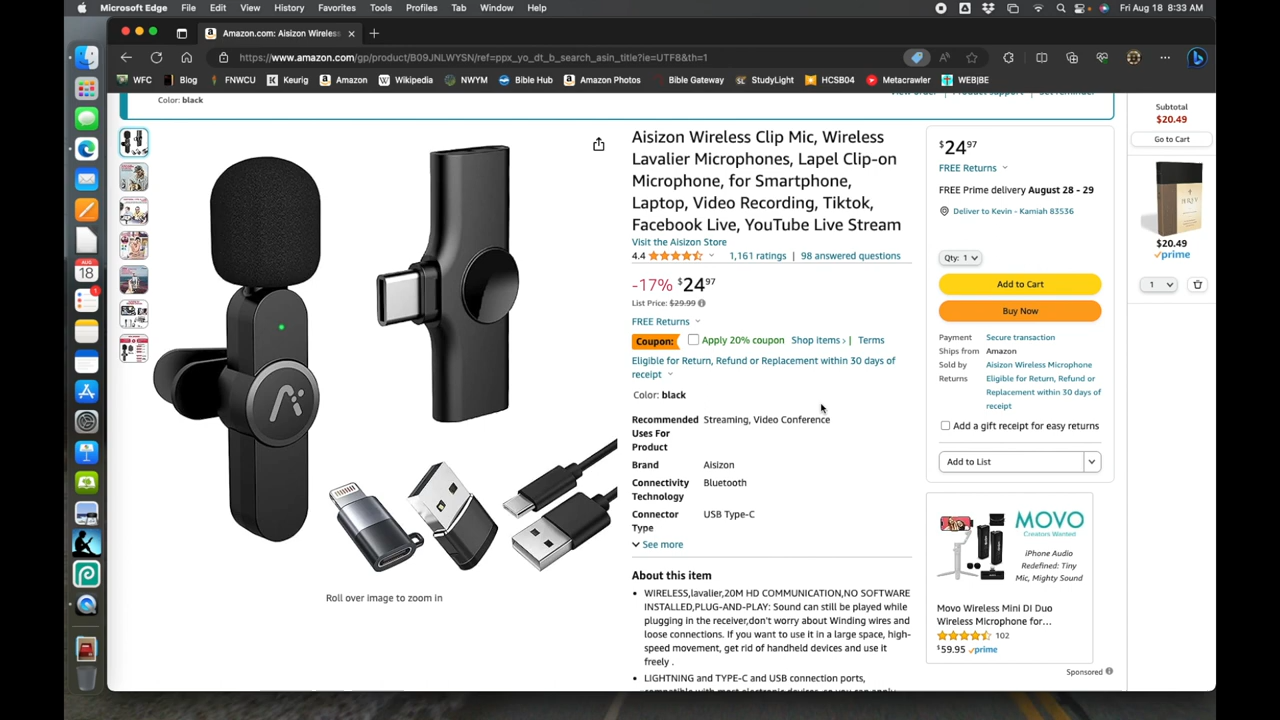 Microsoft Edge File Edit View History Favorites Tools Profiles Tab Window Help
Fri Aug 18 8:33 AM
Amazon.com: Aisizon Wireless
https://www.amazon.com/gp/product/B09JNLWYSN/ref=ppx_yo_dt_b_search_asin_title?ie=UTF8&th=1
WFC Blog FNWCU Keurig Amazon Wikipedia NWYM Bible Hub Amazon Photos Bible Gateway StudyLight HCSB04 Metacrawler WEB|BE
Color: black
Aisizon Wireless Clip Mic, Wireless
Lavalier Microphones, Lapel Clip-on
Microphone, for Smartphone,
Laptop, Video Recording, Tiktok,
Facebook Live, YouTube Live Stream
Visit the Aisizon Store
4.4 1,161 ratings | 98 answered questions
-17% $24.97
List Price: $29.99
FREE Returns
Coupon: Apply 20% coupon Shop items › | Terms
Eligible for Return, Refund or Replacement within 30 days of
receipt
Color: black
Recommended Uses For Product Streaming, Video Conference
Brand Aisizon
Connectivity Technology Bluetooth
Connector Type USB Type-C
See more
About this item
• WIRELESS,lavalier,20M HD COMMUNICATION,NO SOFTWARE
INSTALLED,PLUG-AND-PLAY: Sound can still be played while
plugging in the receiver,don't worry about Winding wires and
loose connections. If you want to use it in a large space, high-
speed movement, get rid of handheld devices and use it
freely .
• LIGHTNING and TYPE-C and USB connection ports,
Roll over image to zoom in
$24.97
FREE Returns
FREE Prime delivery August 28 - 29
Deliver to Kevin - Kamiah 83536
Qty: 1
Add to Cart
Buy Now
Payment Secure transaction
Ships from Amazon
Sold by Aisizon Wireless Microphone
Returns Eligible for Return, Refund or
Replacement within 30 days of
receipt
Add a gift receipt for easy returns
Add to List
MOVO
Creators Wanted
iPhone Audio
Redefined: Tiny
Mic, Mighty Sound
Movo Wireless Mini DI Duo
Wireless Microphone for...
102
$59.95 prime
Sponsored
Subtotal
$20.49
Go to Cart
$20.49
prime
1
AUG
18